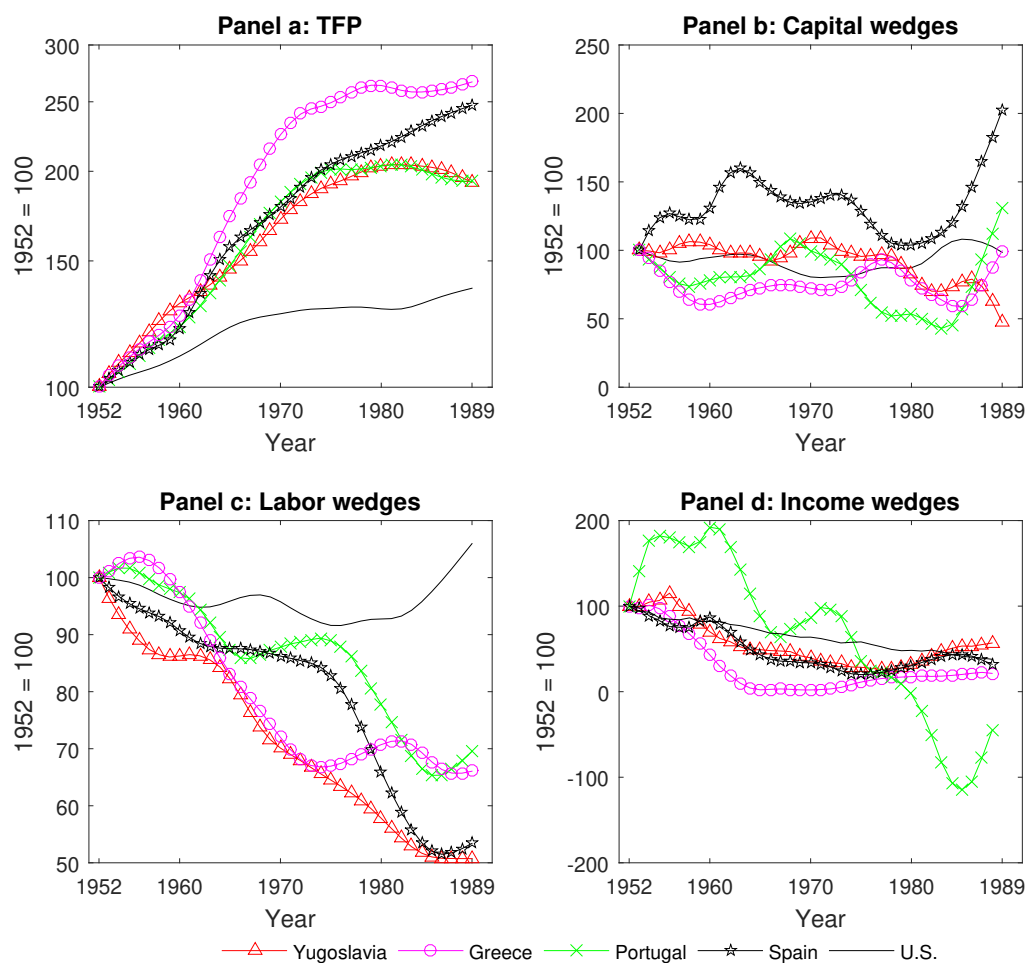 Panel a: TFP
300
250
200
150
100
1952 = 100
1952 1960 1970 1980 1989
Year
Panel b: Capital wedges
250
200
150
100
50
0
1952 = 100
1952 1960 1970 1980 1989
Year
Panel c: Labor wedges
110
100
90
80
70
60
50
1952 = 100
1952 1960 1970 1980 1989
Year
Panel d: Income wedges
200
100
0
-100
-200
1952 = 100
1952 1960 1970 1980 1989
Year
Yugoslavia Greece Portugal Spain U.S.